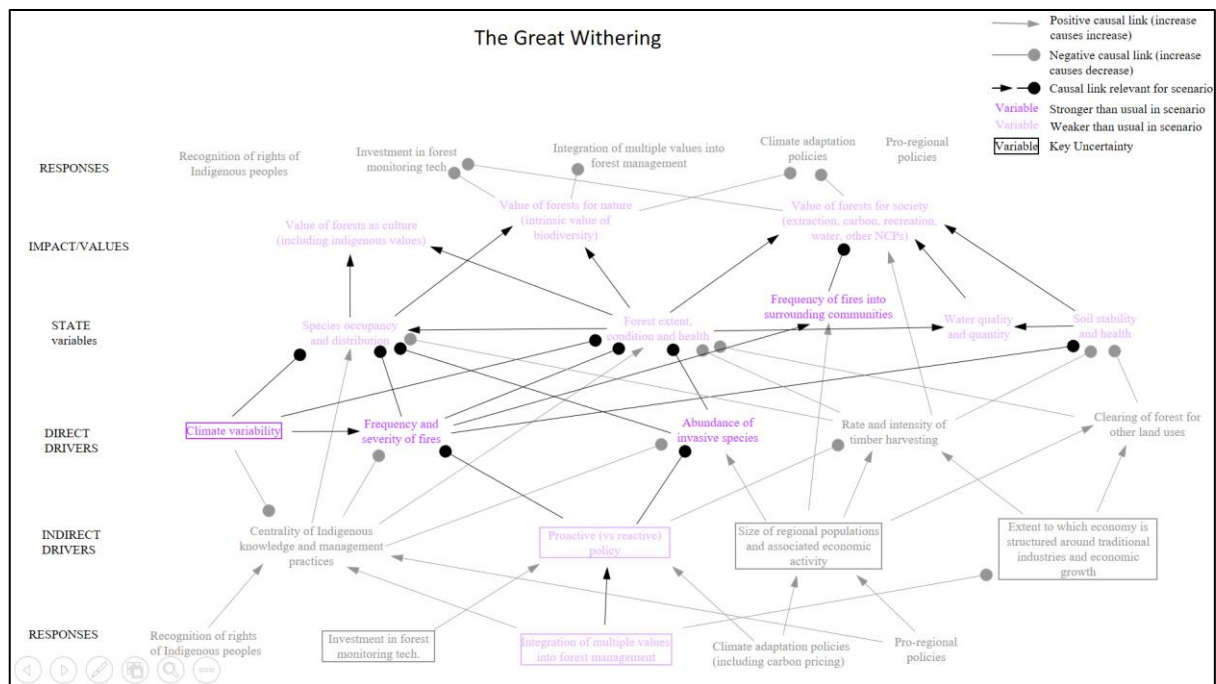 The Great Withering
Positive causal link (increase
causes increase)
Negative causal link (increase
causes decrease)
Causal link relevant for scenario
Variable Stronger than usual in scenario
Variable Weaker than usual in scenario
Variable Key Uncertainty
RESPONSES
Recognition of rights of
Indigenous peoples
Investment in forest
monitoring tech.
Integration of multiple values into
forest management
Climate adaptation
policies
Pro-regional
policies
IMPACT/VALUES
Value of forests as culture
(including indigenous values)
Value of forests for nature
(intrinsic value of
biodiversity)
Value of forests for society
(extraction, carbon, recreation,
water, other NCPs)
STATE
variables
Species occupancy
and distribution
Forest extent,
condition and health
Frequency of fires into
surrounding communities
Water quality
and quantity
Soil stability
and health
DIRECT
DRIVERS
Climate variability
Frequency and
severity of fires
Abundance of
invasive species
Rate and intensity of
timber harvesting
Clearing of forest for
other land uses
INDIRECT
DRIVERS
Centrality of Indigenous
knowledge and management
practices
Proactive (vs reactive)
policy
Size of regional populations
and associated economic
activity
Extent to which economy is
structured around traditional
industries and economic
growth
RESPONSES
Recognition of rights
of Indigenous peoples
Investment in forest
monitoring tech.
Integration of multiple values
into forest management
Climate adaptation policies
(including carbon pricing)
Pro-regional
policies